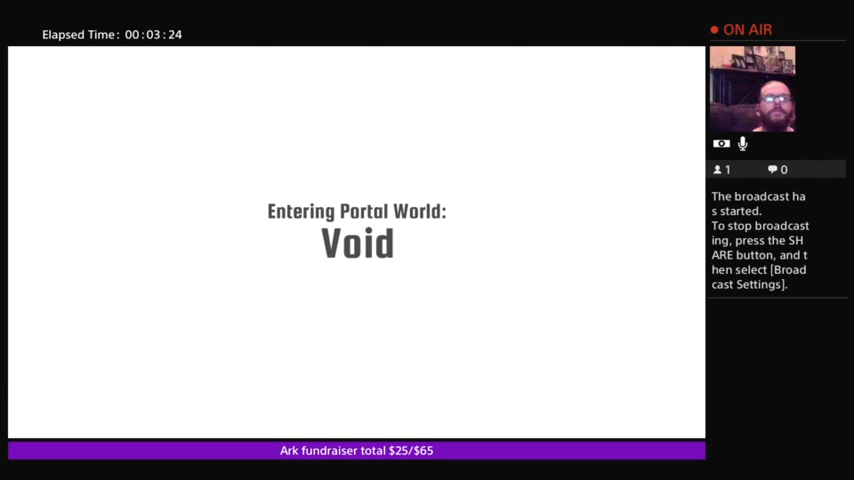 Elapsed Time: 00:03:24
ON AIR
Entering Portal World:
Void
1
0
The broadcast ha
s started.
To stop broadcast
ing, press the SH
ARE button, and t
hen select [Broad
cast Settings].
Ark fundraiser total $25/$65